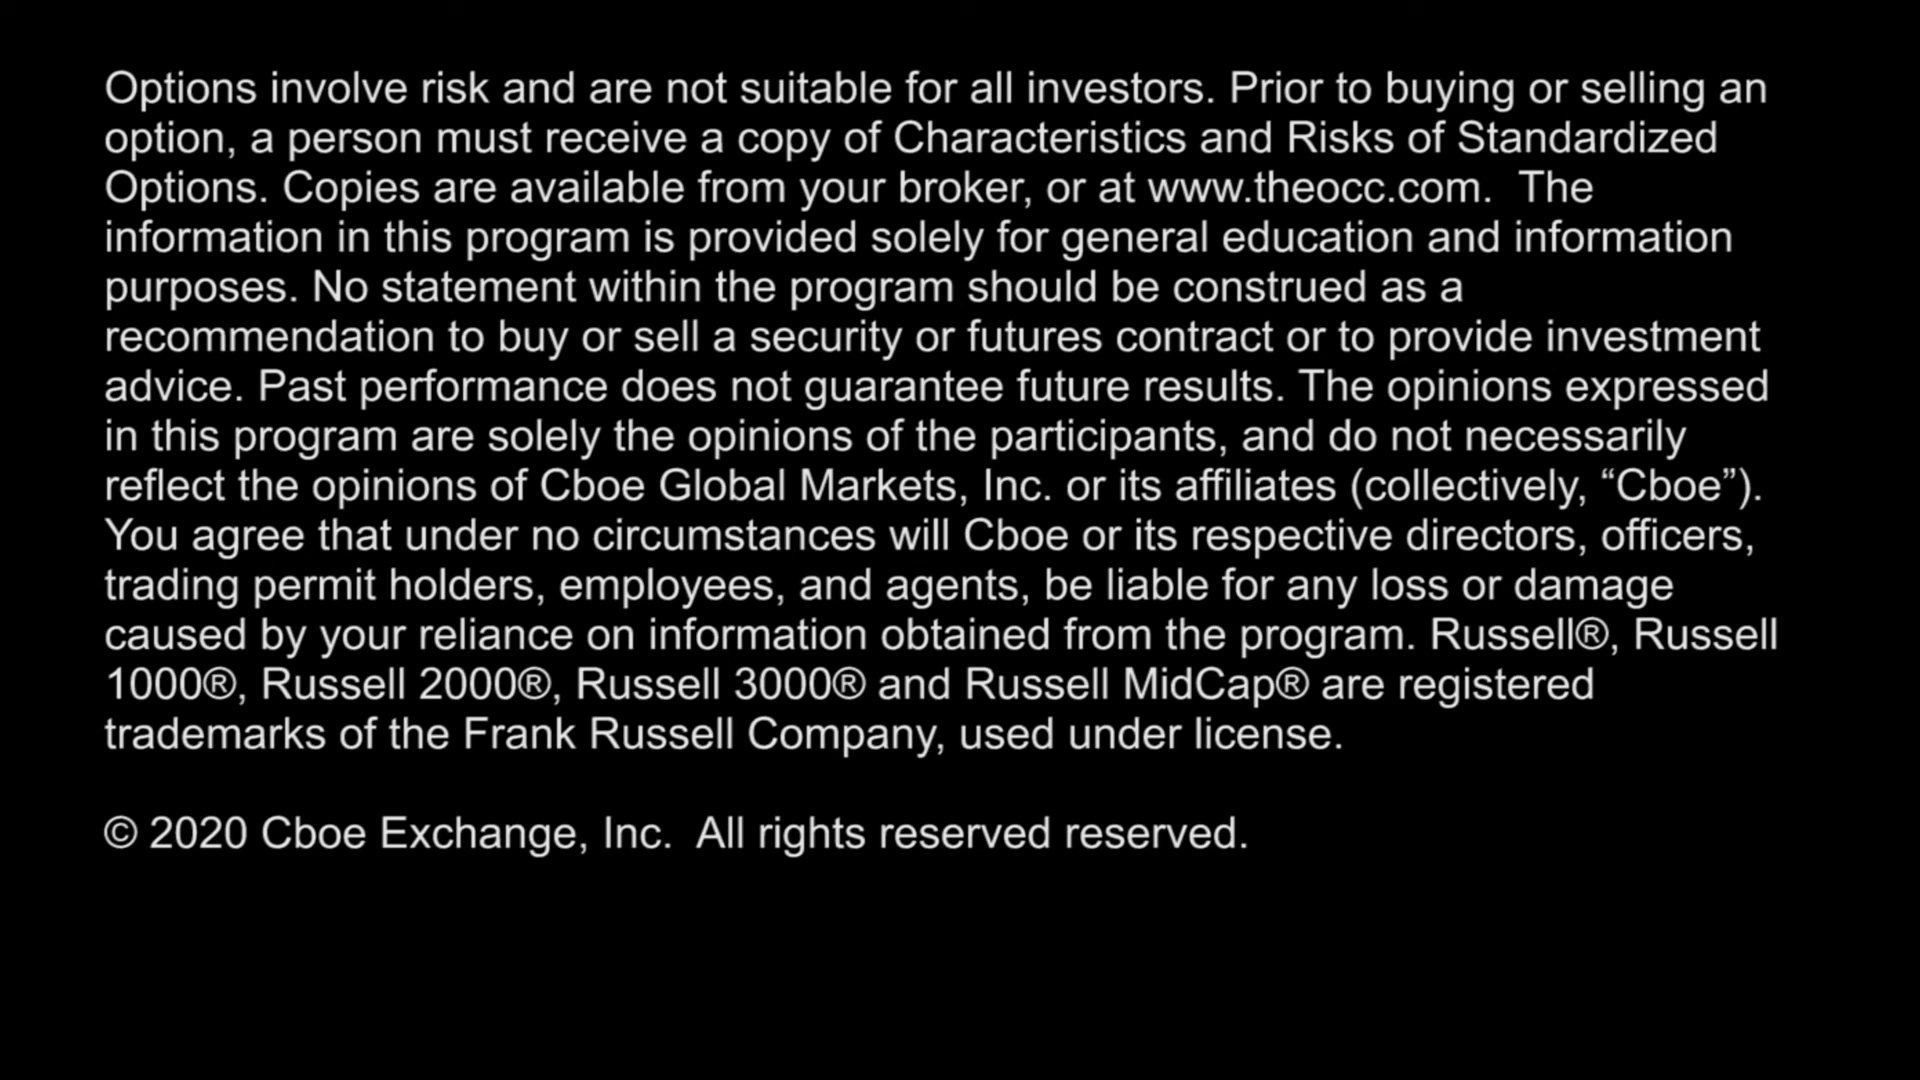 Options involve risk and are not suitable for all investors. Prior to buying or selling an
option, a person must receive a copy of Characteristics and Risks of Standardized
Options. Copies are available from your broker, or at www.theocc.com.  The
information in this program is provided solely for general education and information
purposes. No statement within the program should be construed as a
recommendation to buy or sell a security or futures contract or to provide investment
advice. Past performance does not guarantee future results. The opinions expressed
in this program are solely the opinions of the participants, and do not necessarily
reflect the opinions of Cboe Global Markets, Inc. or its affiliates (collectively, “Cboe”).
You agree that under no circumstances will Cboe or its respective directors, officers,
trading permit holders, employees, and agents, be liable for any loss or damage
caused by your reliance on information obtained from the program. Russell®, Russell
1000®, Russell 2000®, Russell 3000® and Russell MidCap® are registered
trademarks of the Frank Russell Company, used under license.
© 2020 Cboe Exchange, Inc.  All rights reserved reserved.